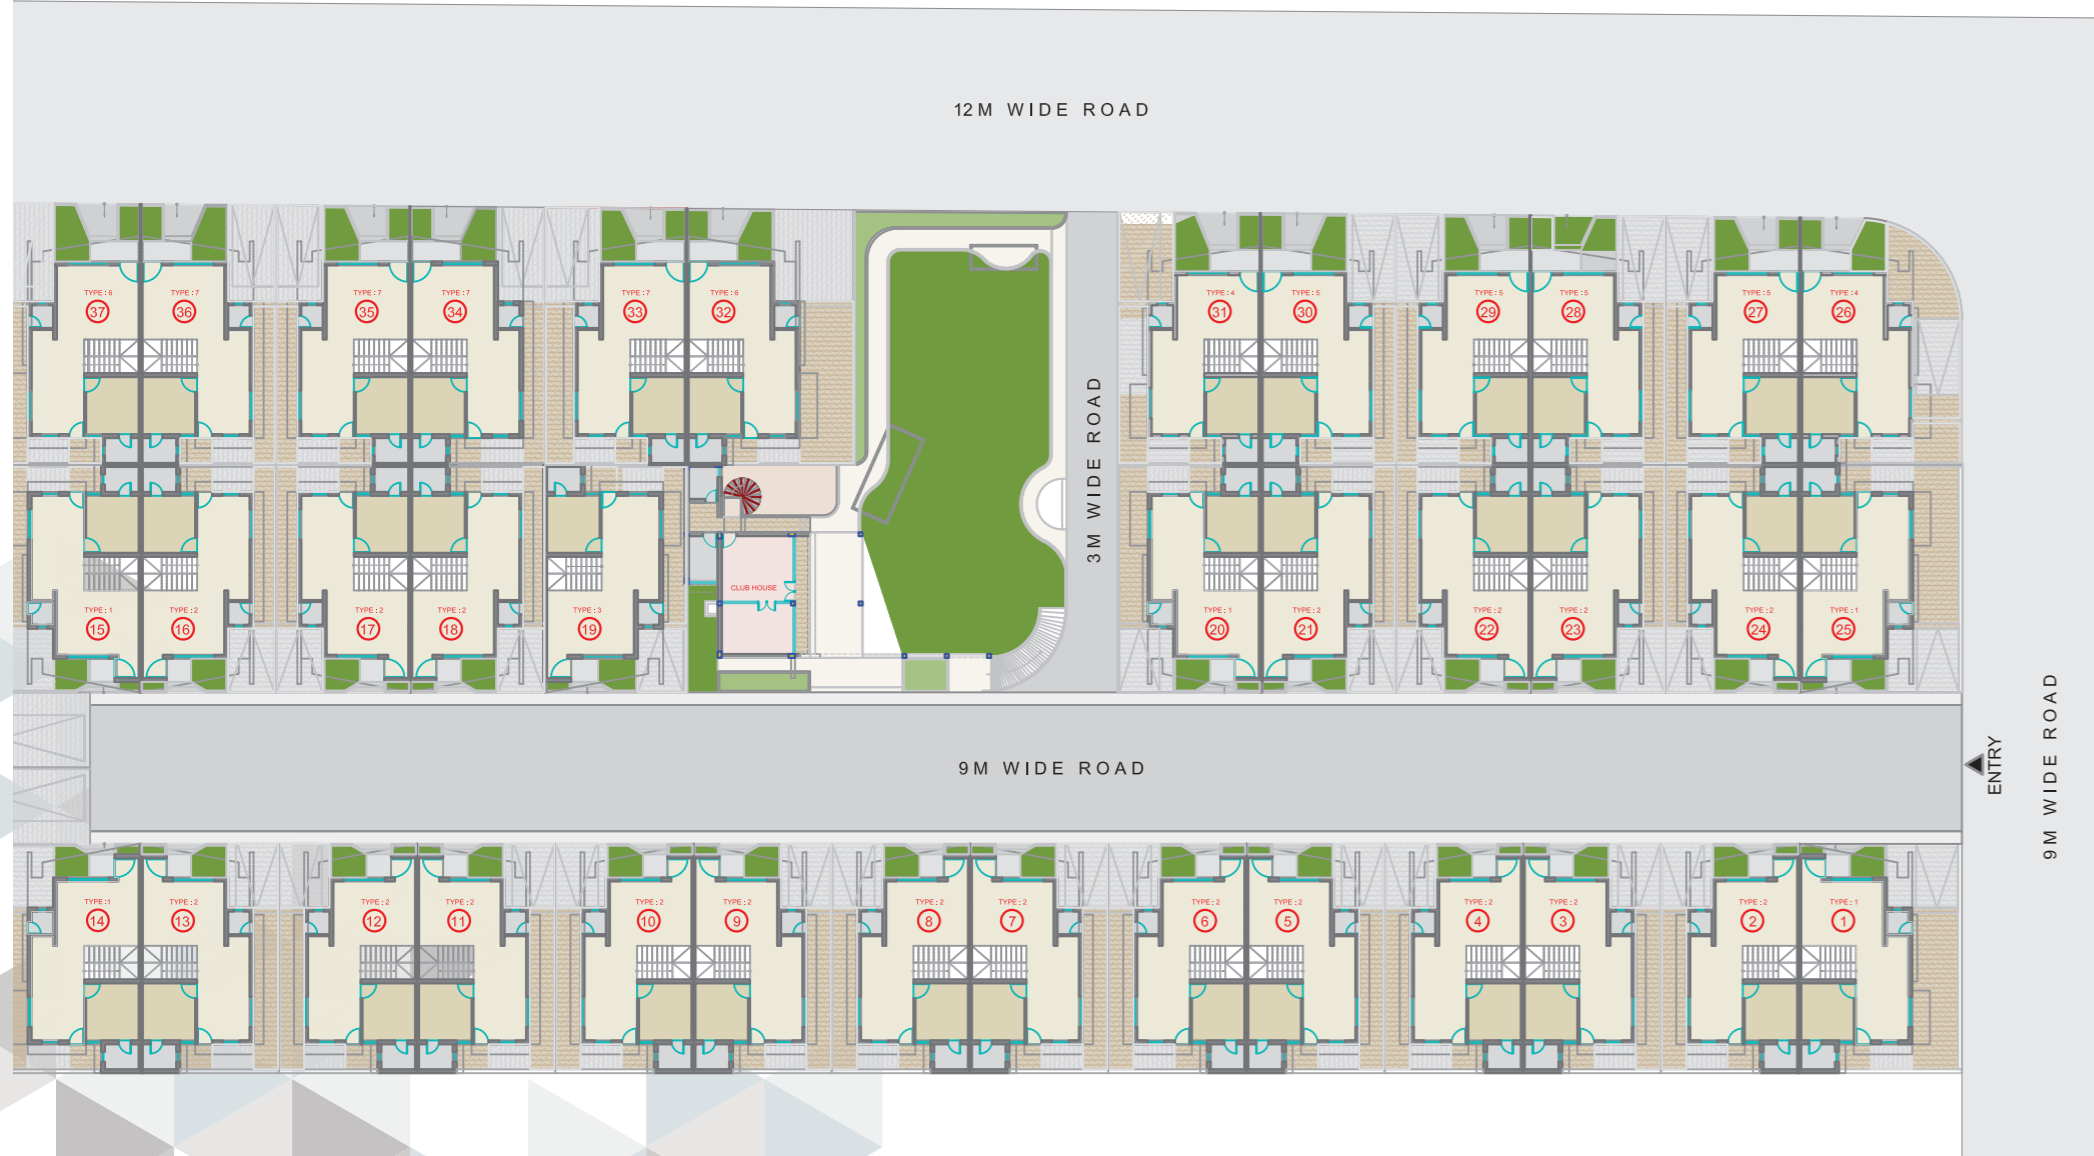 12M WIDE ROAD
TYPE:6
37
TYPE:7
36
TYPE:7
35
TYPE:7
34
TYPE:7
33
TYPE:6
32
TYPE:4
31
TYPE:5
30
TYPE:5
29
TYPE:5
28
TYPE:5
27
TYPE:4
26
3M WIDE ROAD
CLUB HOUSE
TYPE:1
15
TYPE:2
16
TYPE:2
17
TYPE:2
18
TYPE:3
19
TYPE:1
20
TYPE:2
21
TYPE:2
22
TYPE:2
23
TYPE:2
24
TYPE:1
25
9M WIDE ROAD
ENTRY
9M WIDE ROAD
TYPE:1
14
TYPE:2
13
TYPE:2
12
TYPE:2
11
TYPE:2
10
TYPE:2
9
TYPE:2
8
TYPE:2
7
TYPE:2
6
TYPE:2
5
TYPE:2
4
TYPE:2
3
TYPE:2
2
TYPE:1
1